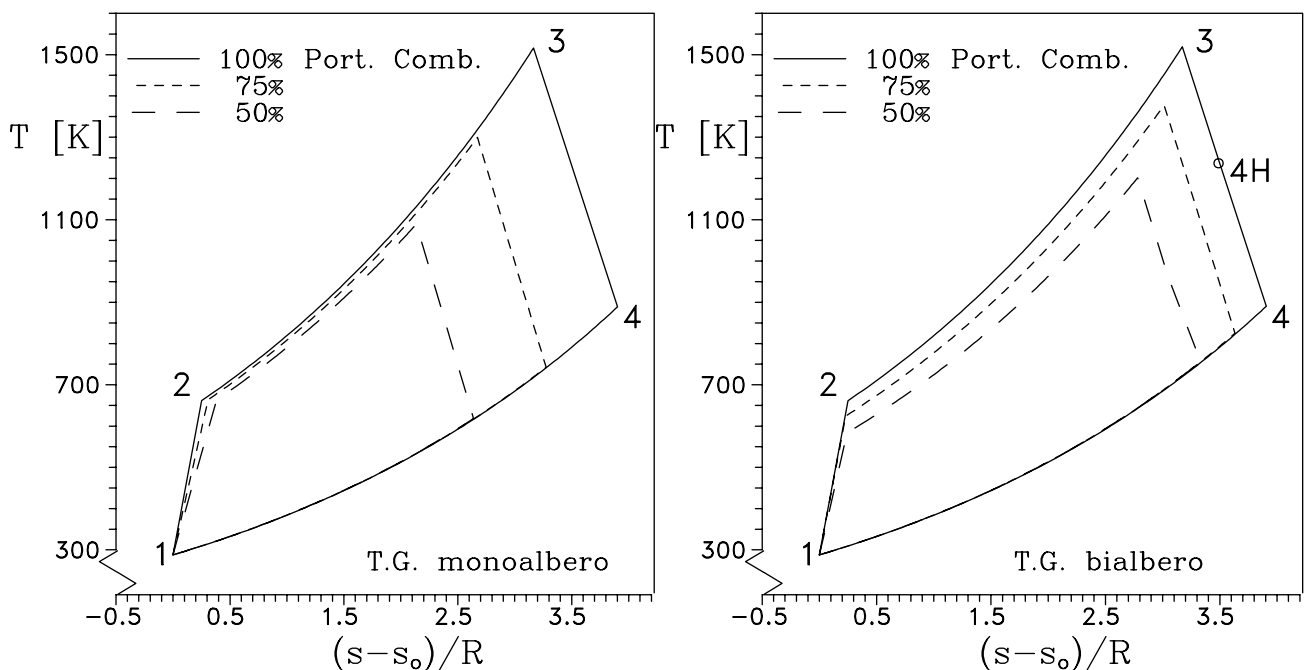 100% Port. Comb.
75%
50%
T [K]
1500
1100
700
300
1
2
3
4
T.G. monoalbero
-0.5 0.5 1.5 2.5 3.5
(s-s₀)/R
100% Port. Comb.
75%
50%
T [K]
1500
1100
700
300
1
2
3
4H
4
T.G. bialbero
-0.5 0.5 1.5 2.5 3.5
(s-s₀)/R